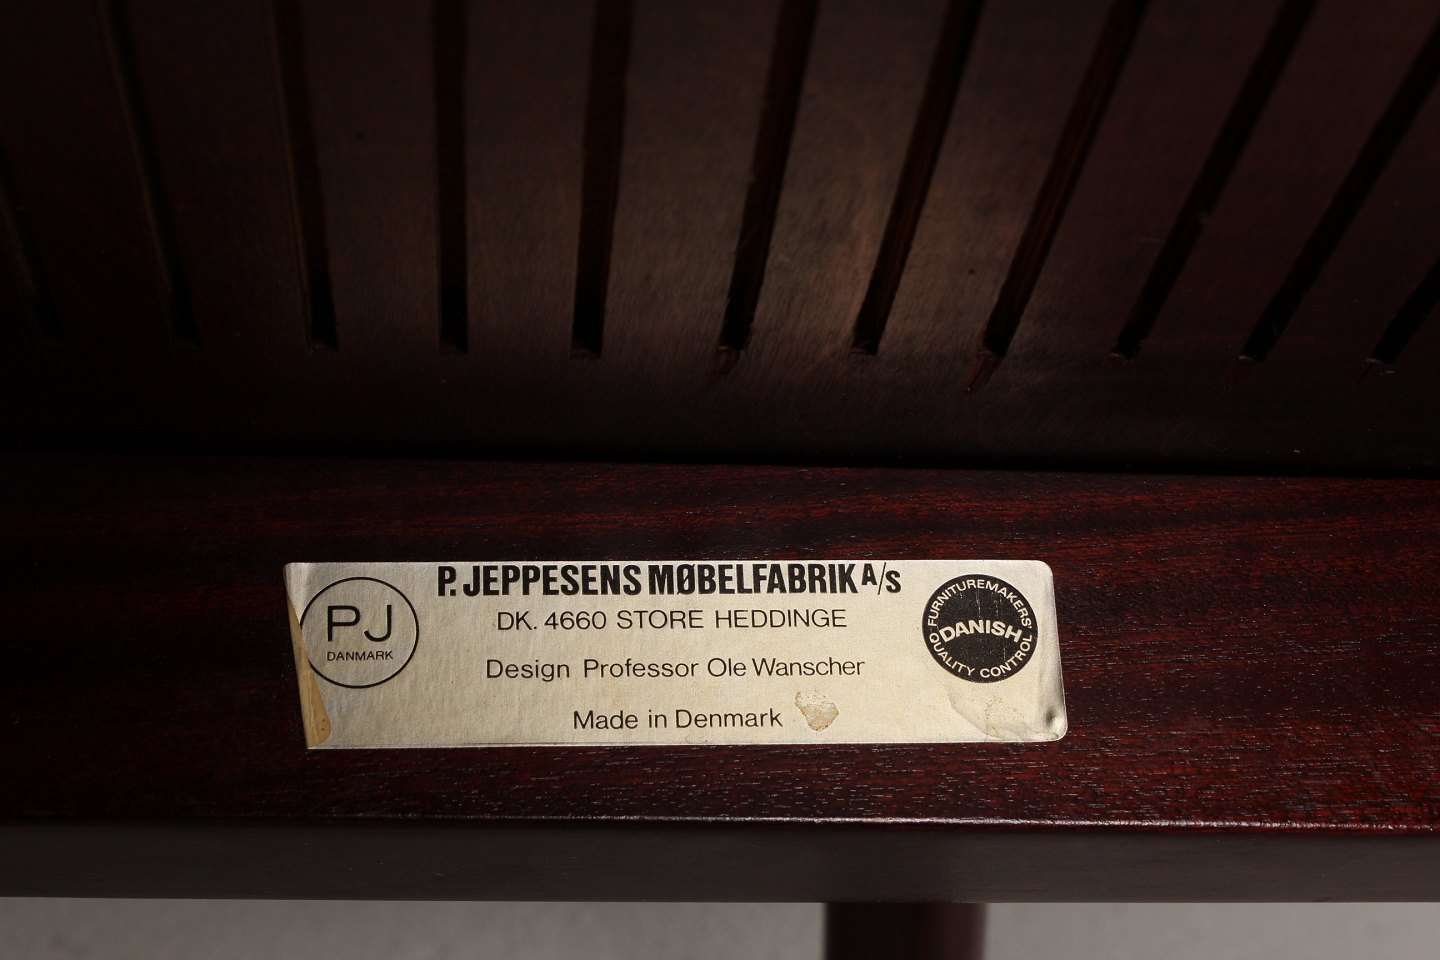 PJ
DANMARK
P. JEPPESENS MØBELFABRIK A/S
DK. 4660 STORE HEDDINGE
Design Professor Ole Wanscher
Made in Denmark
FURNITUREMAKERS'
DANISH
QUALITY CONTROL